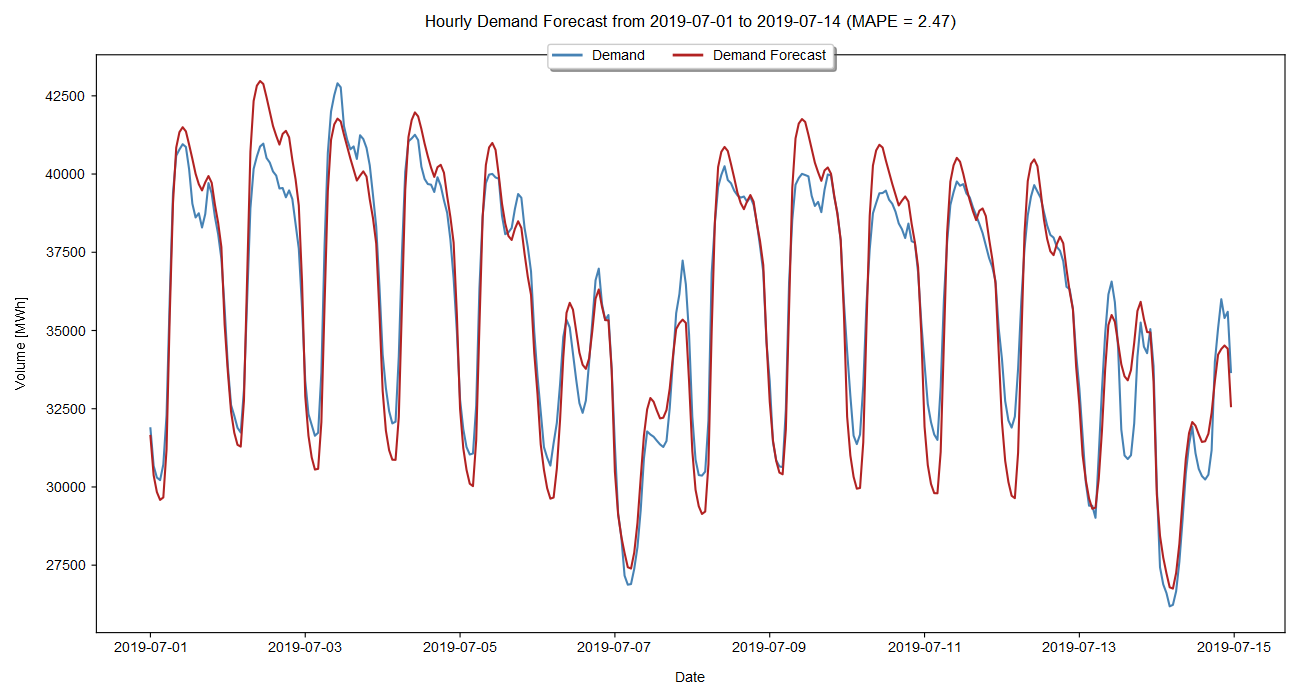 Hourly Demand Forecast from 2019-07-01 to 2019-07-14 (MAPE = 2.47)
Demand Demand Forecast
42500
40000
37500
35000
32500
30000
27500
Volume [MWh]
2019-07-01 2019-07-03 2019-07-05 2019-07-07 2019-07-09 2019-07-11 2019-07-13 2019-07-15
Date